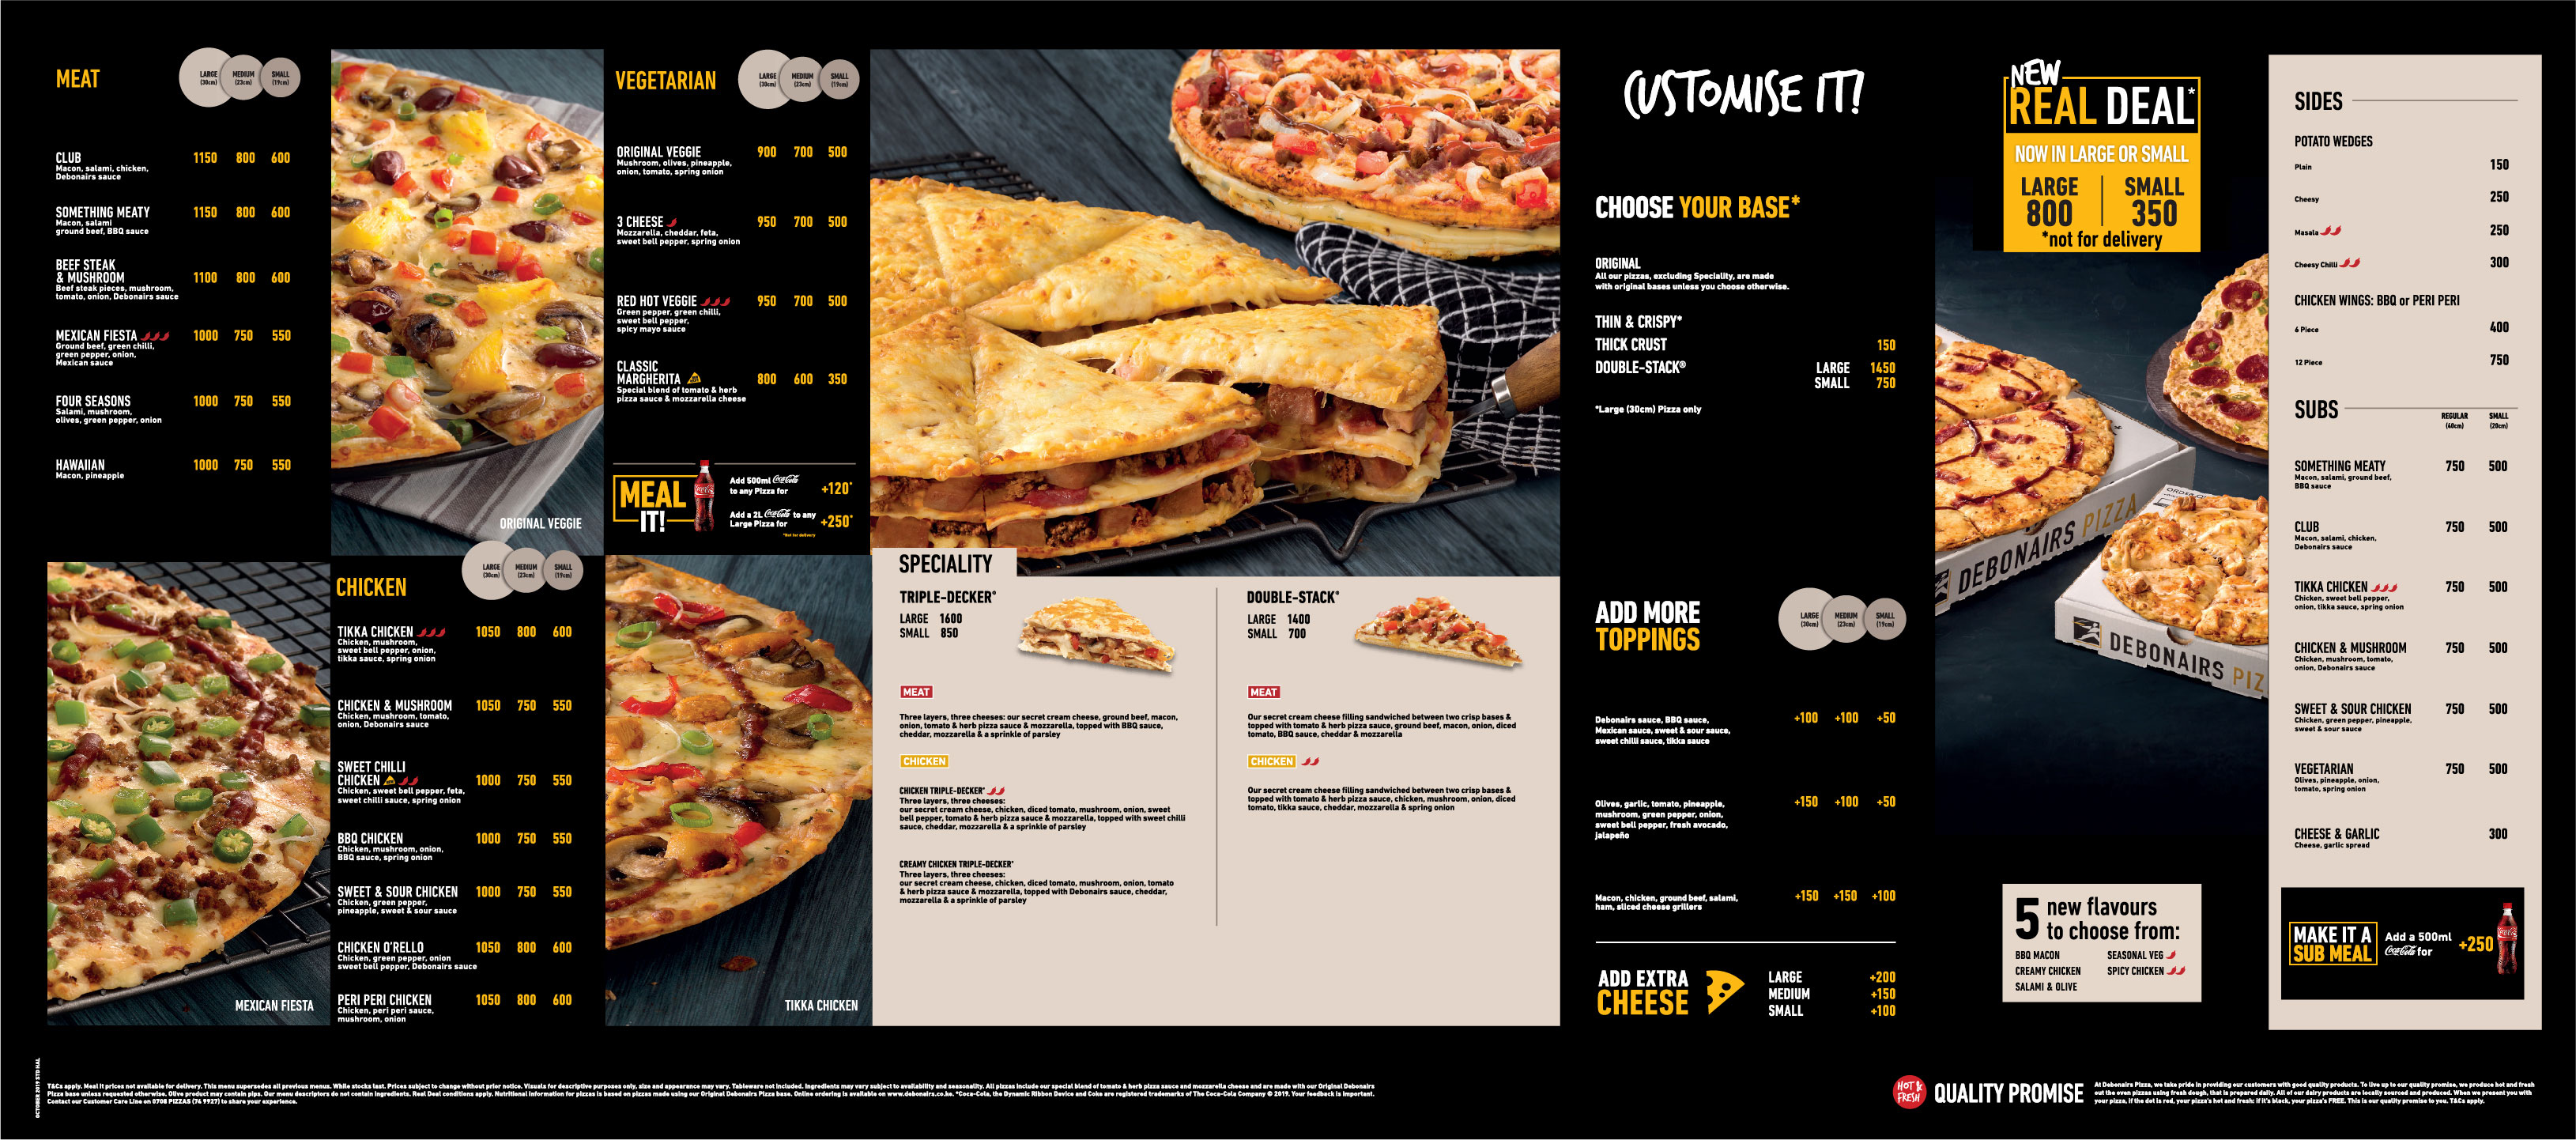 MEAT
LARGE (30cm) MEDIUM (23cm) SMALL (19cm)
CLUB 1150 800 600
Macon, salami, chicken,
Debonairs sauce
SOMETHING MEATY 1150 800 600
Macon, salami
ground beef, BBQ sauce
BEEF STEAK
& MUSHROOM 1100 800 600
Beef steak pieces, mushroom,
tomato, onion, Debonairs sauce
MEXICAN FIESTA 1000 750 550
Ground beef, green chilli,
green pepper, onion,
Mexican sauce
FOUR SEASONS 1000 750 550
Salami, mushroom,
olives, green pepper, onion
HAWAIIAN 1000 750 550
Macon, pineapple
ORIGINAL VEGGIE
MEXICAN FIESTA
CHICKEN
LARGE (30cm) MEDIUM (23cm) SMALL (19cm)
TIKKA CHICKEN 1050 800 600
Chicken, mushroom,
sweet bell pepper, onion,
tikka sauce, spring onion
CHICKEN & MUSHROOM 1050 750 550
Chicken, mushroom, tomato,
onion, Debonairs sauce
SWEET CHILLI
CHICKEN 1000 750 550
Chicken, sweet bell pepper, feta,
sweet chilli sauce, spring onion
BBQ CHICKEN 1000 750 550
Chicken, mushroom, onion,
BBQ sauce, spring onion
SWEET & SOUR CHICKEN 1000 750 550
Chicken, green pepper,
pineapple, sweet & sour sauce
CHICKEN O'RELLO 1050 800 600
Chicken, green pepper, onion
sweet bell pepper, Debonairs sauce
PERI PERI CHICKEN 1050 800 600
Chicken, peri peri sauce,
mushroom, onion
VEGETARIAN
LARGE (30cm) MEDIUM (23cm) SMALL (19cm)
ORIGINAL VEGGIE 900 700 500
Mushroom, olives, pineapple,
onion, tomato, spring onion
3 CHEESE 950 700 500
Mozzarella, cheddar, feta,
sweet bell pepper, spring onion
RED HOT VEGGIE 950 700 500
Green pepper, green chilli,
sweet bell pepper,
spicy mayo sauce
CLASSIC
MARGHERITA 800 600 350
Special blend of tomato & herb
pizza sauce & mozzarella cheese
MEAL
IT!
Add 500ml Coca-Cola
to any Pizza for +120*
Add a 2L Coca-Cola to any
Large Pizza for +250*
*Not for delivery
TIKKA CHICKEN
SPECIALITY
TRIPLE-DECKER*
LARGE 1600
SMALL 850
MEAT
Three layers, three cheeses: our secret cream cheese, ground beef, macon,
onion, tomato & herb pizza sauce & mozzarella, topped with BBQ sauce,
cheddar, mozzarella & a sprinkle of parsley
CHICKEN
CHICKEN TRIPLE-DECKER*
Three layers, three cheeses:
our secret cream cheese, chicken, diced tomato, mushroom, onion, sweet
bell pepper, tomato & herb pizza sauce & mozzarella, topped with sweet chilli
sauce, cheddar, mozzarella & a sprinkle of parsley
CREAMY CHICKEN TRIPLE-DECKER*
Three layers, three cheeses:
our secret cream cheese, chicken, diced tomato, mushroom, onion, tomato
& herb pizza sauce & mozzarella, topped with Debonairs sauce, cheddar,
mozzarella & a sprinkle of parsley
DOUBLE-STACK*
LARGE 1400
SMALL 700
MEAT
Our secret cream cheese filling sandwiched between two crisp bases &
topped with tomato & herb pizza sauce, ground beef, macon, onion, diced
tomato, BBQ sauce, cheddar & mozzarella
CHICKEN
Our secret cream cheese filling sandwiched between two crisp bases &
topped with tomato & herb pizza sauce, chicken, mushroom, onion, diced
tomato, tikka sauce, cheddar, mozzarella & spring onion
CUSTOMISE IT!
CHOOSE YOUR BASE*
ORIGINAL
All our pizzas, excluding Speciality, are made
with original bases unless you choose otherwise.
THIN & CRISPY*
THICK CRUST 150
DOUBLE-STACK® LARGE 1450
SMALL 750
*Large (30cm) Pizza only
ADD MORE
TOPPINGS
LARGE (30cm) MEDIUM (23cm) SMALL (19cm)
Debonairs sauce, BBQ sauce, +100 +100 +50
Mexican sauce, sweet & sour sauce,
sweet chilli sauce, tikka sauce
Olives, garlic, tomato, pineapple, +150 +100 +50
mushroom, green pepper, onion,
sweet bell pepper, fresh avocado,
jalapeño
Macon, chicken, ground beef, salami, +150 +150 +100
ham, sliced cheese grillers
ADD EXTRA
CHEESE
LARGE +200
MEDIUM +150
SMALL +100
NEW
REAL DEAL*
NOW IN LARGE OR SMALL
LARGE SMALL
800 350
*not for delivery
DEBONAIRS PIZZA
DEBONAIRS PIZ
5 new flavours
to choose from:
BBQ MACON SEASONAL VEG
CREAMY CHICKEN SPICY CHICKEN
SALAMI & OLIVE
SIDES
POTATO WEDGES
Plain 150
Cheesy 250
Masala 250
Cheesy Chilli 300
CHICKEN WINGS: BBQ or PERI PERI
6 Piece 400
12 Piece 750
SUBS
REGULAR (40cm) SMALL (20cm)
SOMETHING MEATY 750 500
Macon, salami, ground beef,
BBQ sauce
CLUB 750 500
Macon, salami, chicken,
Debonairs sauce
TIKKA CHICKEN 750 500
Chicken, sweet bell pepper,
onion, tikka sauce, spring onion
CHICKEN & MUSHROOM 750 500
Chicken, mushroom, tomato,
onion, Debonairs sauce
SWEET & SOUR CHICKEN 750 500
Chicken, green pepper, pineapple,
sweet & sour sauce
VEGETARIAN 750 500
Olives, pineapple, onion,
tomato, spring onion
CHEESE & GARLIC 300
Cheese, garlic spread
MAKE IT A
SUB MEAL
Add a 500ml
Coca-Cola for +250
OCTOBER 2019 STD HAL
T&Cs apply. Meal it prices not available for delivery. This menu supersedes all previous menus. While stocks last. Prices subject to change without prior notice. Visuals for descriptive purposes only, size and appearance may vary. Tableware not included. Ingredients may vary subject to availability and seasonality. All pizzas include our special blend of tomato & herb pizza sauce and mozzarella cheese and are made with our Original Debonairs
Pizza base unless requested otherwise. Olive product may contain pips. Our menu descriptors do not contain ingredients. Real Deal conditions apply. Nutritional information for pizzas is based on pizzas made using our Original Debonairs Pizza base. Online ordering is available on www.debonairs.co.ke. *Coca-Cola, the Dynamic Ribbon Device and Coke are registered trademarks of The Coca-Cola Company © 2019. Your feedback is important.
Contact our Customer Care Line on 0708 PIZZAS (74 9927) to share your experience.
HOT & FRESH
QUALITY PROMISE
At Debonairs Pizza, we take pride in providing our customers with good quality products. To live up to our quality promise, we produce hot and fresh
out the oven pizzas using fresh dough, that is prepared daily. All of our dairy products are locally sourced and produced. When we present you with
your pizza, if the dot is red, your pizza's hot and fresh: if it's black, your pizza's FREE. This is our quality promise to you. T&Cs apply.